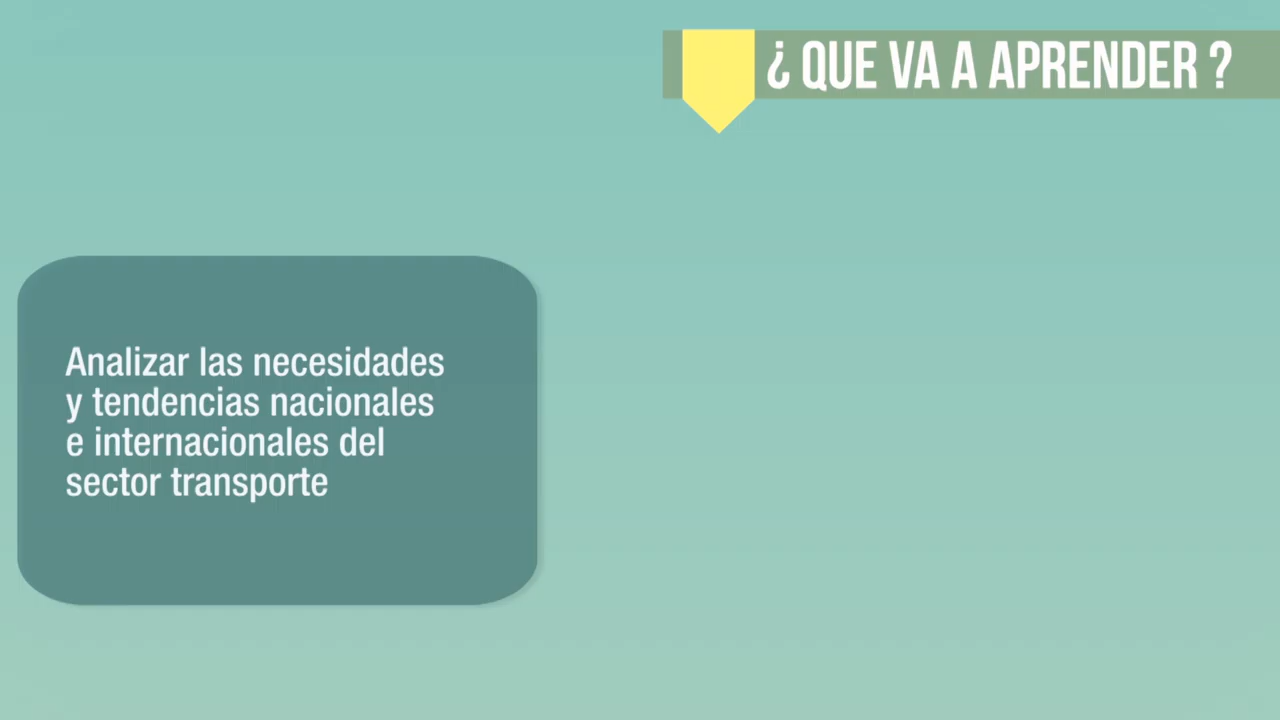 ¿ QUE VA A APRENDER ?
Analizar las necesidades
y tendencias nacionales
e internacionales del
sector transporte